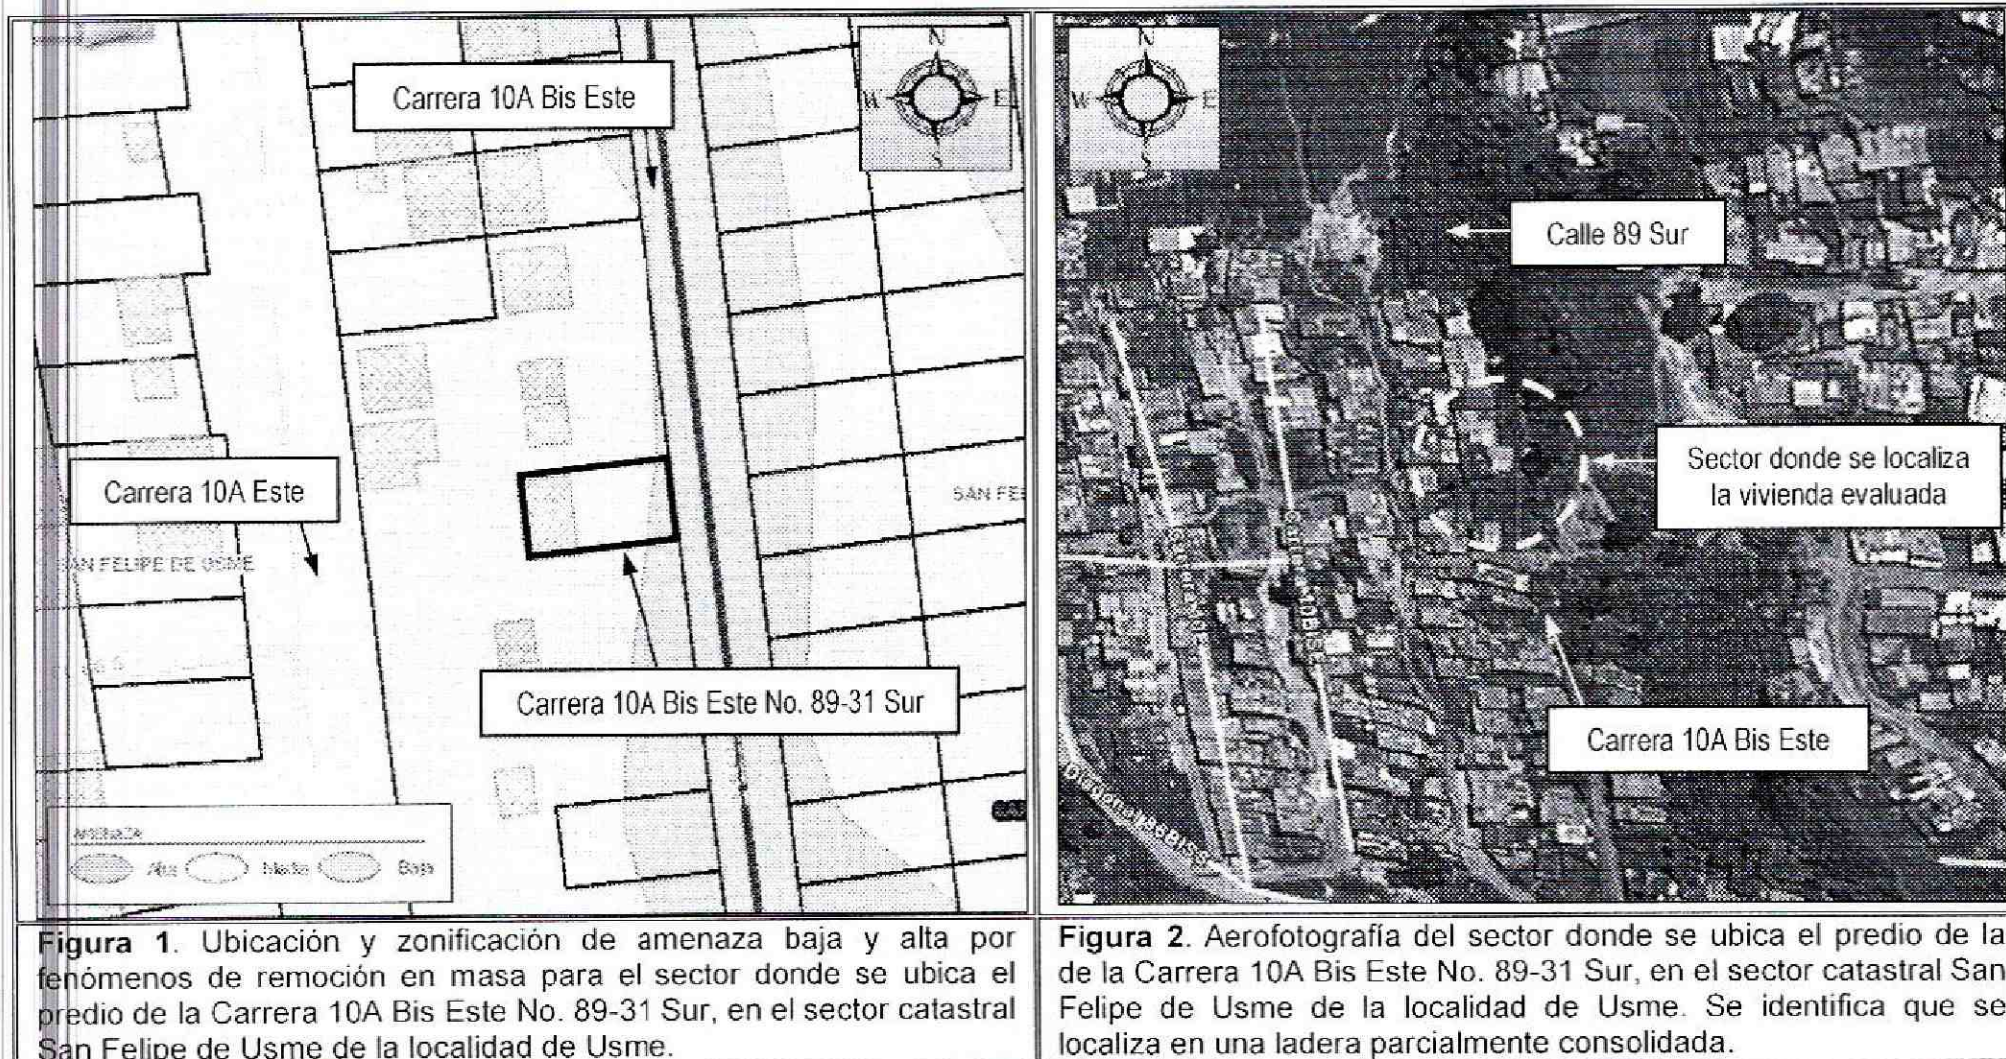 N
W E
S
Carrera 10A Bis Este
Carrera 10A Este
SAN FELIPE DE USME
SAN FE
Carrera 10A Bis Este No. 89-31 Sur
AMENAZA
Alta Media Baja
N
W E
S
Calle 89 Sur
Sector donde se localiza
la vivienda evaluada
Carrera 10A Bis Este
Figura 1. Ubicación y zonificación de amenaza baja y alta por
fenómenos de remoción en masa para el sector donde se ubica el
predio de la Carrera 10A Bis Este No. 89-31 Sur, en el sector catastral
San Felipe de Usme de la localidad de Usme.
Figura 2. Aerofotografía del sector donde se ubica el predio de la
de la Carrera 10A Bis Este No. 89-31 Sur, en el sector catastral San
Felipe de Usme de la localidad de Usme. Se identifica que se
localiza en una ladera parcialmente consolidada.